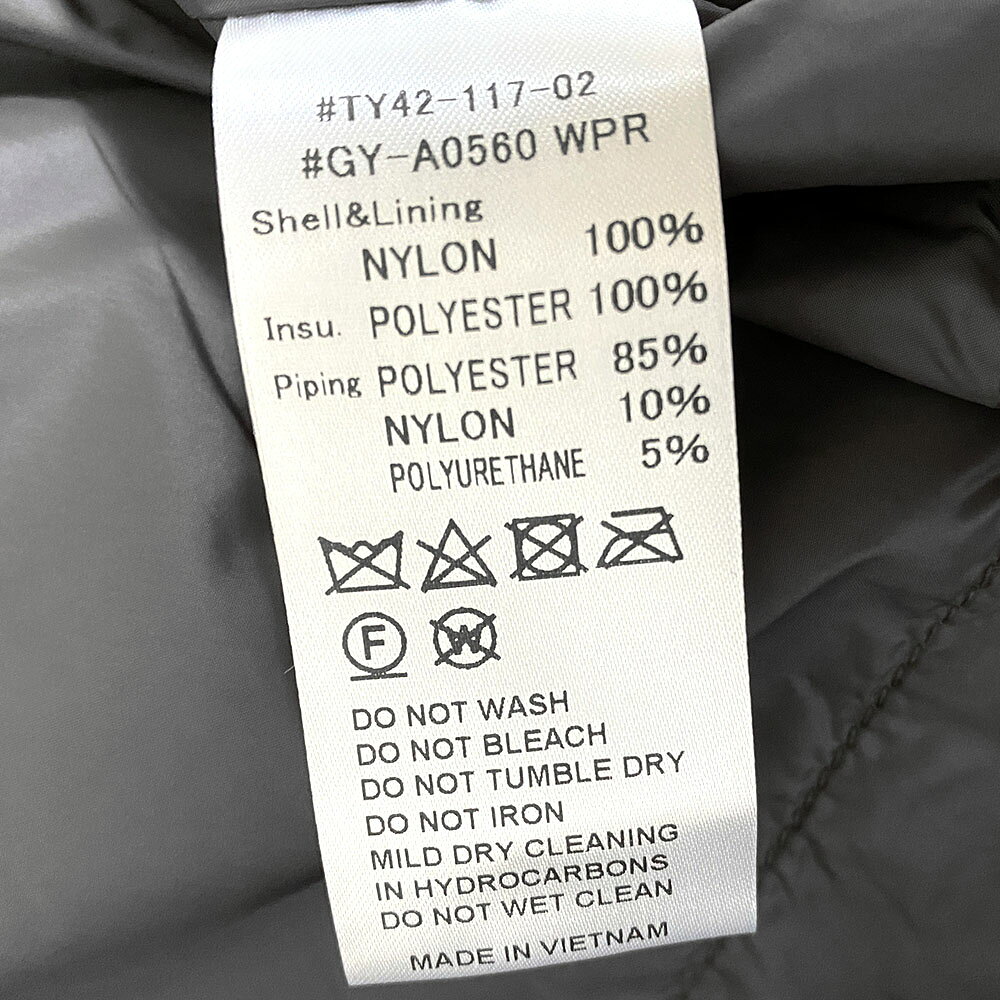 #TY42-117-02
#GY-A0560 WPR
Shell&Lining
NYLON 100%
Insu. POLYESTER 100%
Piping POLYESTER 85%
NYLON 10%
POLYURETHANE 5%
F W
DO NOT WASH
DO NOT BLEACH
DO NOT TUMBLE DRY
DO NOT IRON
MILD DRY CLEANING
IN HYDROCARBONS
DO NOT WET CLEAN
MADE IN VIETNAM